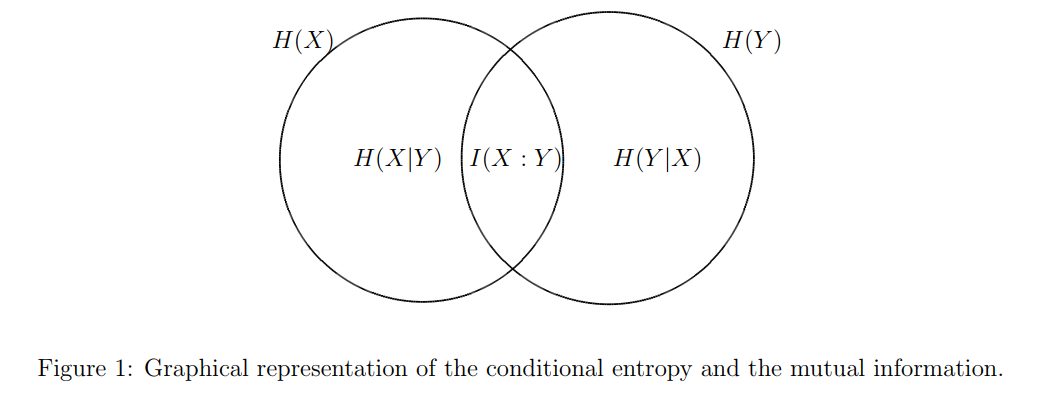 H(X)
H(Y)
H(X|Y)
I(X : Y)
H(Y|X)
Figure 1: Graphical representation of the conditional entropy and the mutual information.